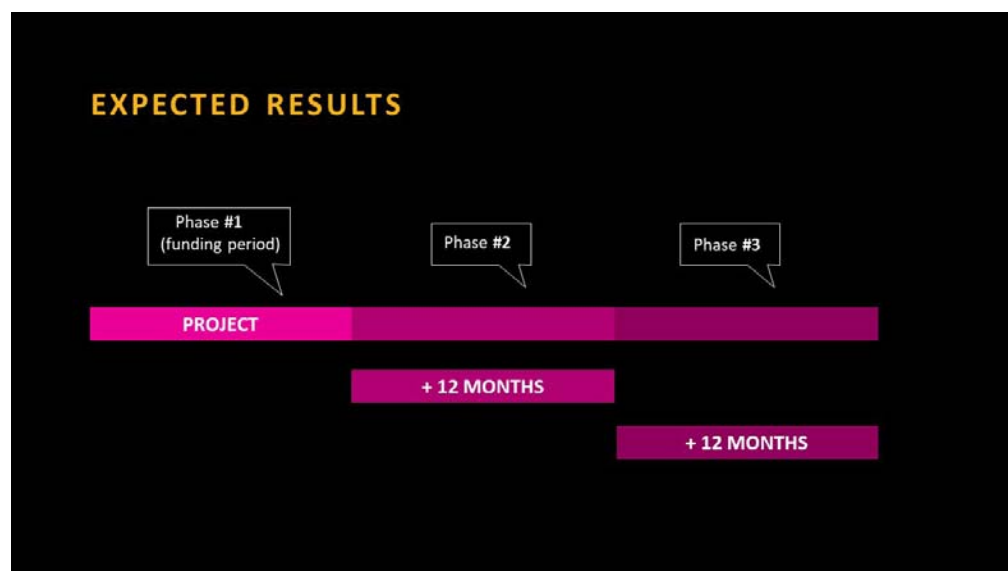 EXPECTED RESULTS
Phase #1
(funding period)
Phase #2
Phase #3
PROJECT
+ 12 MONTHS
+ 12 MONTHS